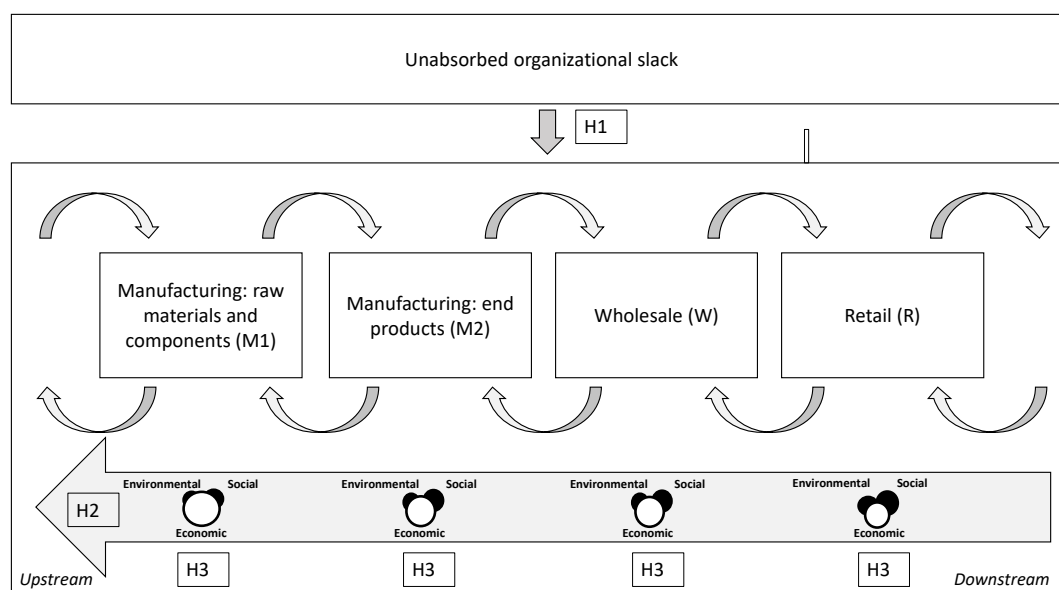 Unabsorbed organizational slack
H1
Manufacturing: raw
materials and
components (M1)
Manufacturing: end
products (M2)
Wholesale (W)
Retail (R)
H2
Environmental Social
Economic
Environmental Social
Economic
Environmental Social
Economic
Environmental Social
Economic
H3
H3
H3
H3
Upstream
Downstream